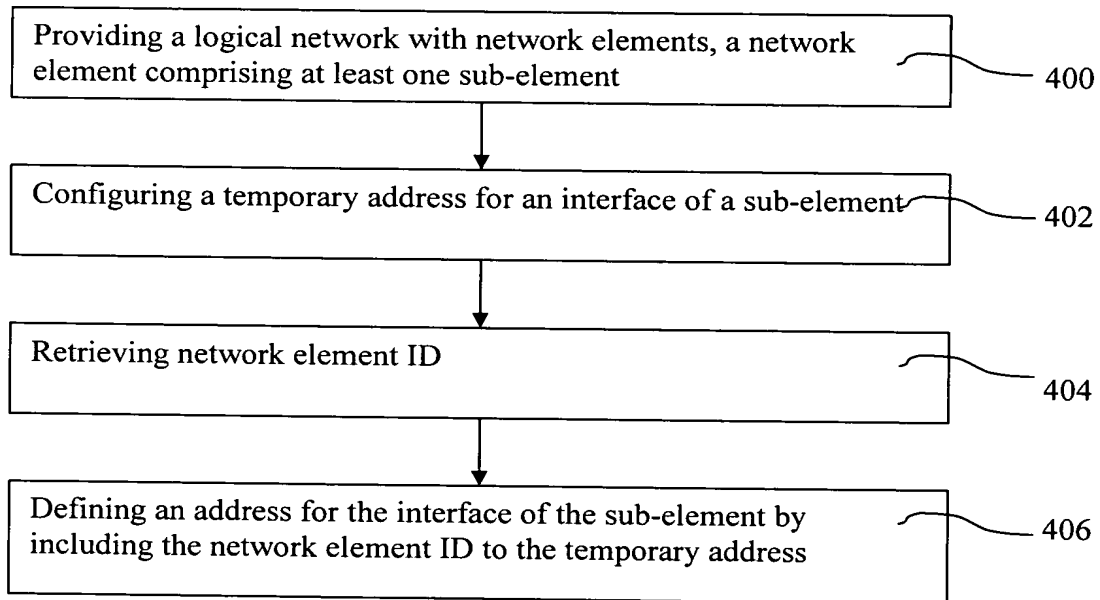 Providing a logical network with network elements, a network
element comprising at least one sub-element
400
Configuring a temporary address for an interface of a sub-element
402
Retrieving network element ID
404
Defining an address for the interface of the sub-element by
including the network element ID to the temporary address
406